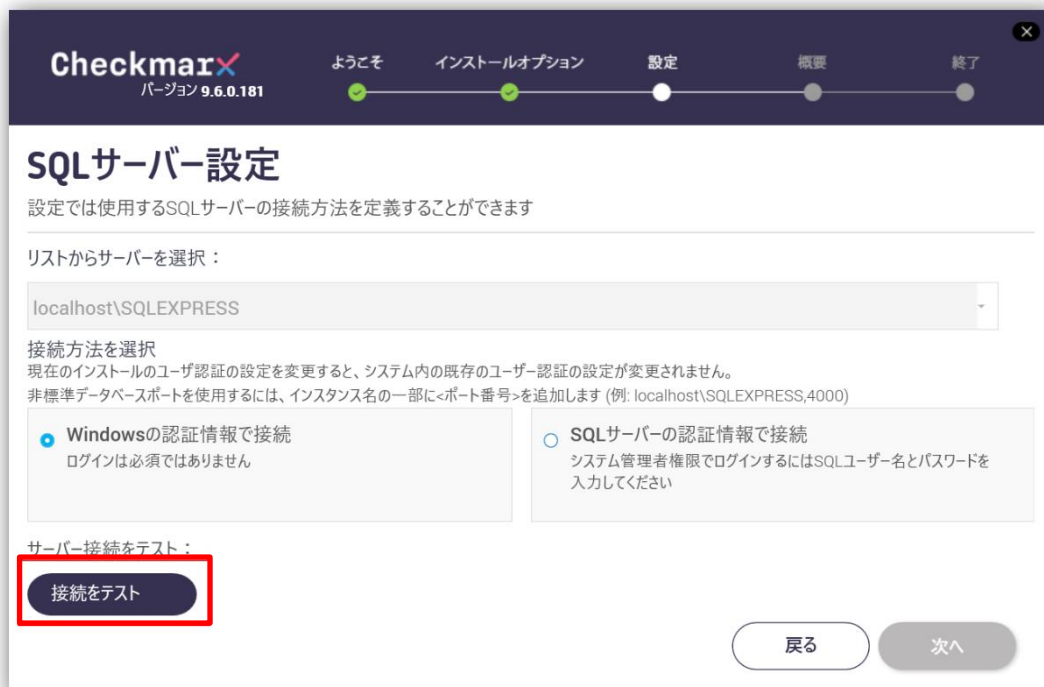 Checkmarx
バージョン 9.6.0.181
ようこそ
インストールオプション
設定
概要
終了
SQLサーバー設定
設定では使用するSQLサーバーの接続方法を定義することができます
リストからサーバーを選択：
localhost\SQLEXPRESS
接続方法を選択
現在のインストールのユーザ認証の設定を変更すると、システム内の既存のユーザー認証の設定が変更されません。
非標準データベースポートを使用するには、インスタンス名の一部に<ポート番号>を追加します (例: localhost\SQLEXPRESS,4000)
Windowsの認証情報で接続
ログインは必須ではありません
SQLサーバーの認証情報で接続
システム管理者権限でログインするにはSQLユーザー名とパスワードを
入力してください
サーバー接続をテスト：
接続をテスト
戻る
次へ